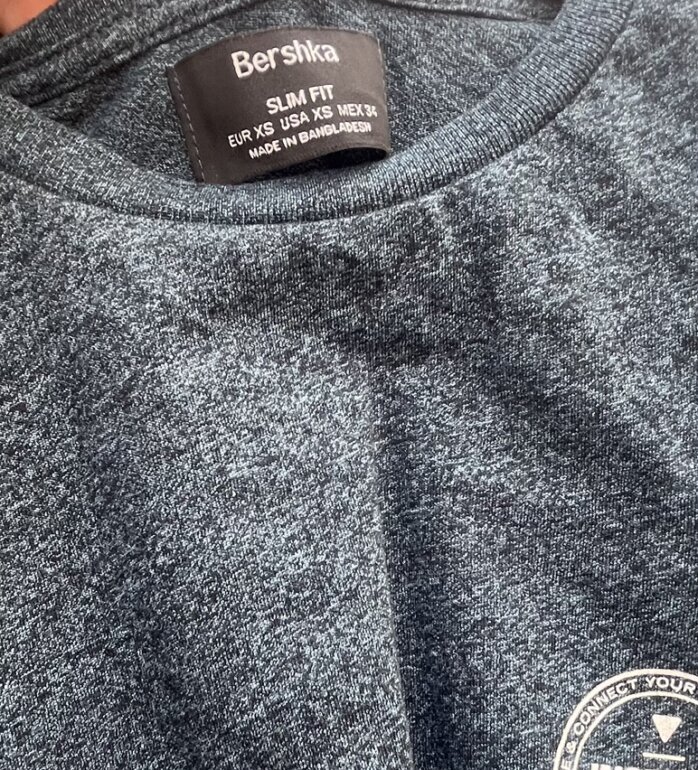 Bershka
SLIM FIT
EUR XS USA XS MEX 34
MADE IN BANGLADESH
& CONNECT YOUR